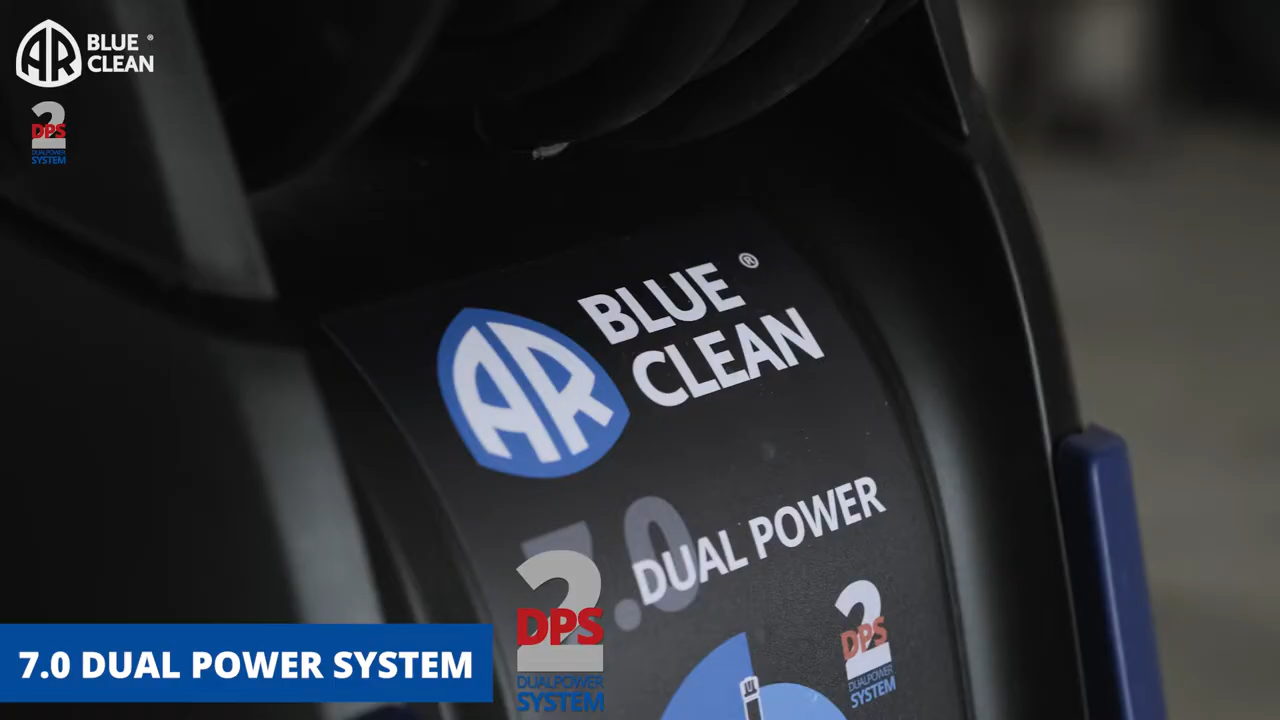 AR BLUE ®
CLEAN
2
DPS
DUALPOWER
SYSTEM
AR BLUE ®
CLEAN
7.0 DUAL POWER
2
DPS
DUALPOWER
SYSTEM
7.0 DUAL POWER SYSTEM
2
DPS
DUALPOWER
SYSTEM